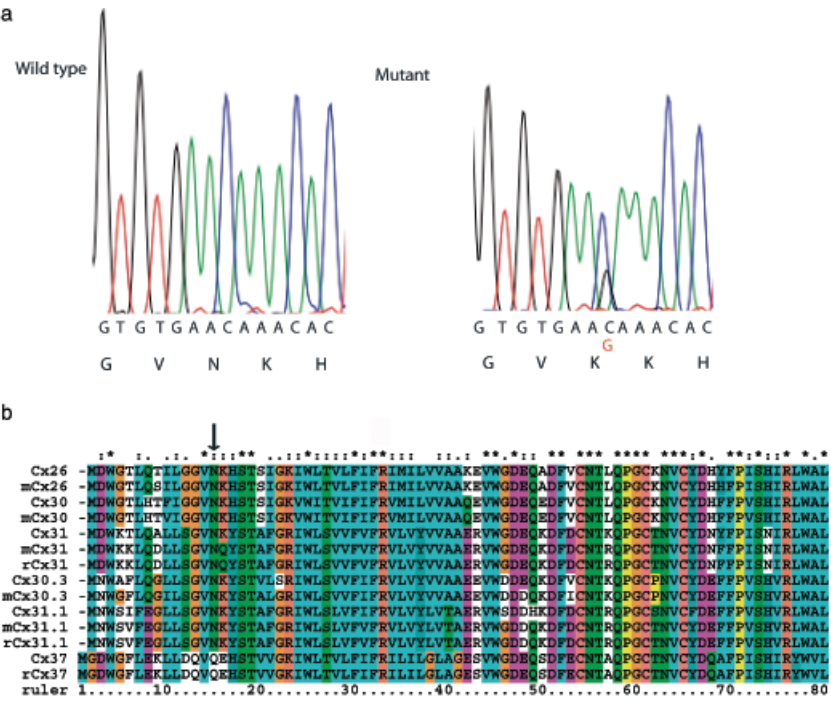 a
Wild type
Mutant
G T G T G A A C A A A C A C
G T G T G A A C A A A C A C
G
G V N K H
G V K K H
b
Cx26 -MDWGTLQTILGGVNKHSTSIGKIWLTVLFIFRIMILVVAAKEVWGDEQADFVCNTLQPGCKNVCYDHYFPISHIRLWAL
mCx26 -MDWGTLQSILGGVNKHSTSIGKIWLTVLFIFRIMILVVAAKEVWGDEQADFVCNTLQPGCKNVCYDHHFPISHIRLWAL
Cx30 -MDWGTLHTFIGGVNKHSTSIGKVWITVIFIFRVMILVVAAQEVWGDEQEDFVCNTLQPGCKNVCYDHFFPVSHIRLWAL
mCx30 -MDWGTLHTVIGGVNKHSTSIGKVWITVIFIFRVMILVVAAQEVWGDEQEDFVCNTLQPGCKNVCYDHFFPVSHIRLWAL
Cx31 -MDWKTLQALLSGVNKYSTAFGRIWLSVVFVFRVLVYVVAAERVWGDEQKDFDCNTKQPGCTNVCYDNYFPISNIRLWAL
mCx31 -MDWKKLQDLLSGVNQYSTAFGRIWLSVVFVFRVLVYVVAAERVWGDEQKDFDCNTRQPGCTNVCYDNFFPISNIRLWAL
rCx31 -MDWKKLQDLLSGVNQYSTAFGRIWLSVVFVFRVLVYVVAAERVWGDEQKDFDCNTRQPGCTNVCYDNFFPISNIRLWAL
Cx30.3 -MNWAFLQGLLSGVNKYSTVLSRIWLSVVFIFRVLVYVVAAEEVWDDEQKDFVCNTKQPGCPNVCYDEFFPVSHVRLWAL
mCx30.3 -MNWGFLQGILSGVNKYSTALGRIWLSVVFIFRVLVYVVAAEEVWDDDQKDFICNTKQPGCPNVCYDEFFPVSHVRLWAL
Cx31.1 -MNWSIFEGLLSGVNKYSTAFGRIWLSLVFIFRVLVYLVTAERVWSDDHKDFDCNTRQPGCSNVCFDEFFPVSHVRLWAL
mCx31.1 -MNWSVFEGLLSGVNKYSTAFGRIWLSLVFIFRVLVYLVTAERVWGDDQKDFDCNTRQPGCTNVCYDEFFPVSHVRLWAL
rCx31.1 -MNWSVFEGLLSGVNKYSTAFGRIWLSLVFIFRVLVYLVTAERVWGDDQKDFDCNTRQPGCTNVCYDEFFPVSHVRLWAL
Cx37 MGDWGFLEKLLDQVQEHSTVVGKIWLTVLFIFRILILGLAGESVWGDEQSDFECNTAQPGCTNVCYDQAFPISHIRYWVL
rCx37 MGDWGFLEKLLDQVQEHSTVVGKIWLTVLFIFRILILGLAGESVWGDEQSDFECNTAQPGCTNVCYDQAFPISHIRYWVL
ruler 1.......10........20........30........40........50........60........70........80